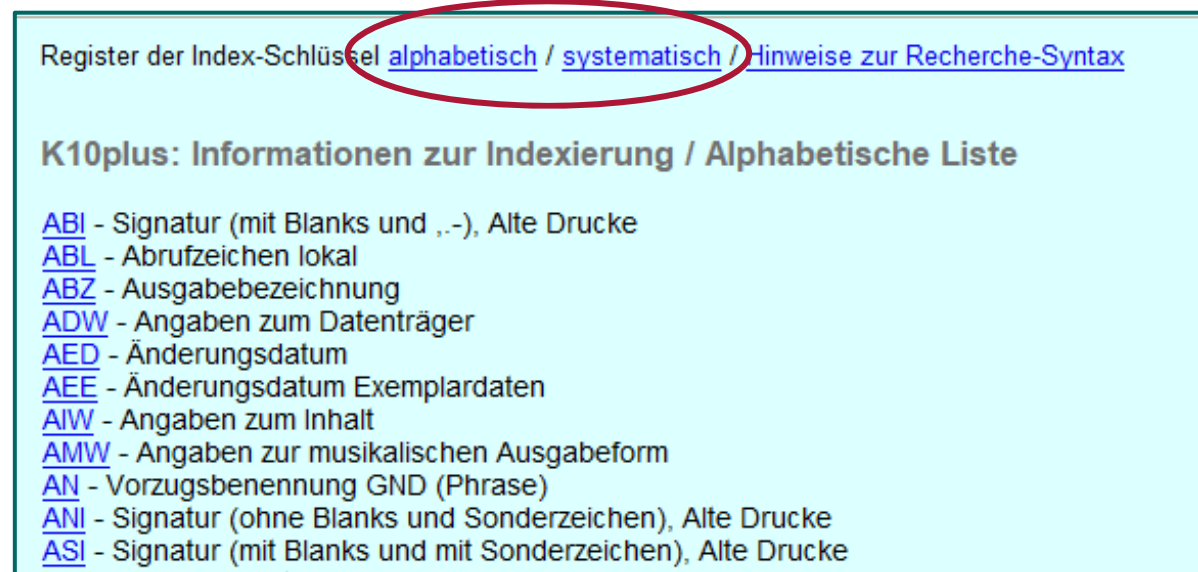 Register der Index-Schlüssel alphabetisch / systematisch / Hinweise zur Recherche-Syntax
K10plus: Informationen zur Indexierung / Alphabetische Liste
ABI - Signatur (mit Blanks und ,.-), Alte Drucke
ABL - Abrufzeichen lokal
ABZ - Ausgabebezeichnung
ADW - Angaben zum Datenträger
AED - Änderungsdatum
AEE - Änderungsdatum Exemplardaten
AIW - Angaben zum Inhalt
AMW - Angaben zur musikalischen Ausgabeform
AN - Vorzugsbenennung GND (Phrase)
ANI - Signatur (ohne Blanks und Sonderzeichen), Alte Drucke
ASI - Signatur (mit Blanks und mit Sonderzeichen), Alte Drucke